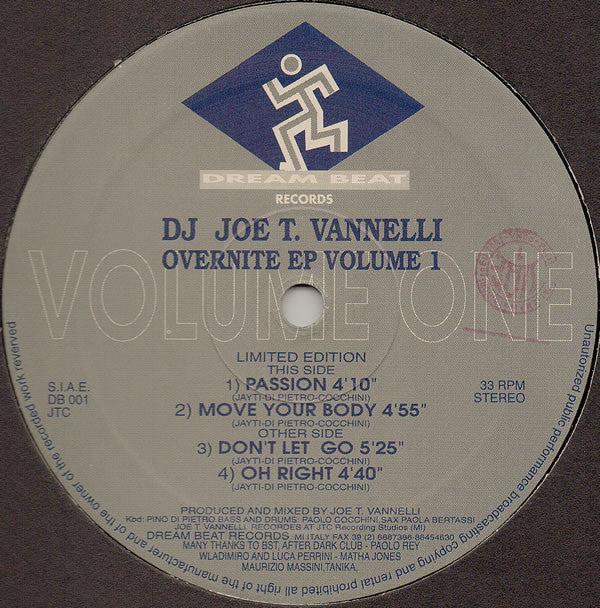 DREAM BEAT
RECORDS
DJ JOE T. VANNELLI
OVERNITE EP VOLUME 1
VOLUME ONE
LIMITED EDITION
THIS SIDE
1) PASSION 4'10"
(JAYTI-DI PIETRO-COCCHINI)
2) MOVE YOUR BODY 4'55"
(JAYTI-DI PIETRO-COCCHINI)
OTHER SIDE
3) DON'T LET GO 5'25"
(JAYTI-DI PIETRO-COCCHINI)
4) OH RIGHT 4'40"
(JAYTI-DI PIETRO-COCCHINI)
S.I.A.E.
DB 001
JTC
33 RPM
STEREO
PRODUCED AND MIXED BY JOE T. VANNELLI
Kbd: PINO DI PIETRO BASS AND DRUMS: PAOLO COCCHINI, SAX PAOLA BERTASSI
JOE T. VANNELLI. RECORDES AT JTC Recording Studios (MI)
DREAM BEAT RECORDS. MI ITALY FAX 39 (2) 6687386-86454630
MANY THANKS TO BST, AFTER DARK CLUB - PAOLO REY
WLADIMIRO and LUCA PERRINI - MATHA JONES
MAURIZIO MASSINI, TANIKA,
Unautorized public performance broadcasting copying and rental prohibited all right of the manufacturer and of the owner of the recorded work reverved